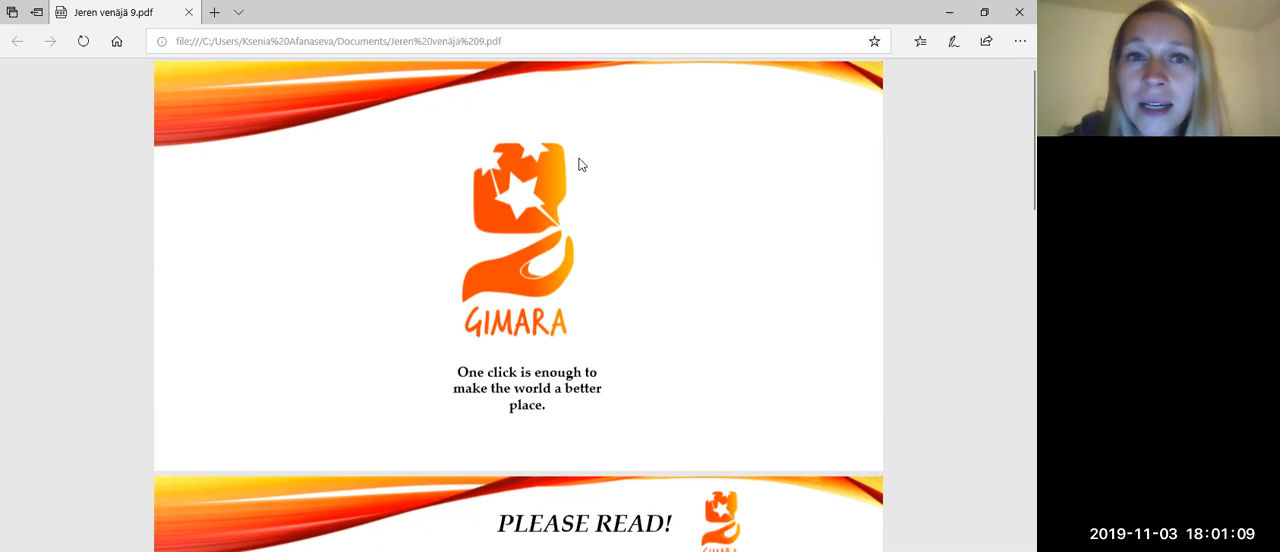 Jeren venäjä 9.pdf
file:///C:/Users/Ksenia%20Afanaseva/Documents/Jeren%20venäjä%209.pdf
GIMARA
One click is enough to
make the world a better
place.
PLEASE READ!
GIMARA
2019-11-03 18:01:09